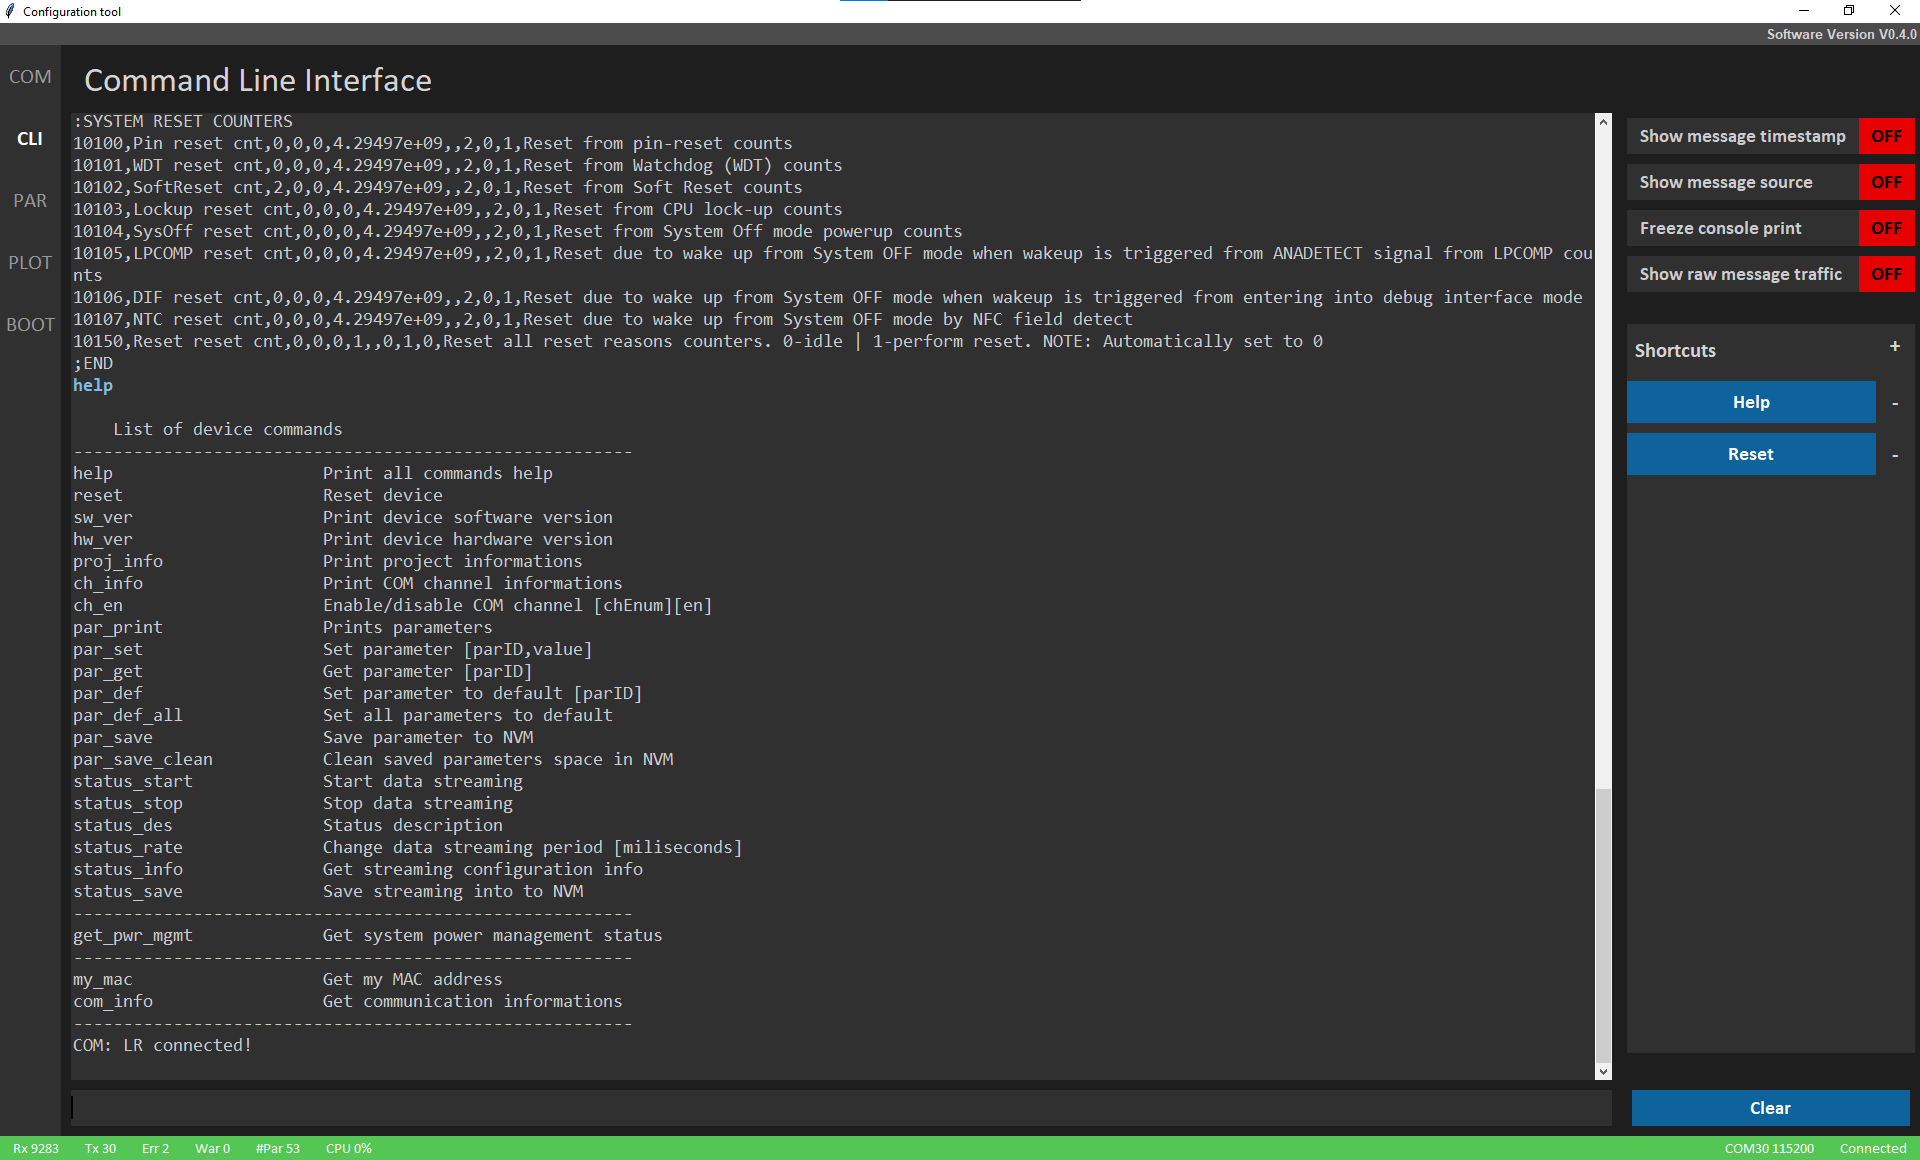 Configuration tool
Software Version V0.4.0
COM
CLI
PAR
PLOT
BOOT
Command Line Interface
:SYSTEM RESET COUNTERS
10100,Pin reset cnt,0,0,0,4.29497e+09,,2,0,1,Reset from pin-reset counts
10101,WDT reset cnt,0,0,0,4.29497e+09,,2,0,1,Reset from Watchdog (WDT) counts
10102,SoftReset cnt,2,0,0,4.29497e+09,,2,0,1,Reset from Soft Reset counts
10103,Lockup reset cnt,0,0,0,4.29497e+09,,2,0,1,Reset from CPU lock-up counts
10104,SysOff reset cnt,0,0,0,4.29497e+09,,2,0,1,Reset from System Off mode powerup counts
10105,LPCOMP reset cnt,0,0,0,4.29497e+09,,2,0,1,Reset due to wake up from System OFF mode when wakeup is triggered from ANADETECT signal from LPCOMP cou
nts
10106,DIF reset cnt,0,0,0,4.29497e+09,,2,0,1,Reset due to wake up from System OFF mode when wakeup is triggered from entering into debug interface mode
10107,NTC reset cnt,0,0,0,4.29497e+09,,2,0,1,Reset due to wake up from System OFF mode by NFC field detect
10150,Reset reset cnt,0,0,0,1,,0,1,0,Reset all reset reasons counters. 0-idle | 1-perform reset. NOTE: Automatically set to 0
;END
help
List of device commands
--------------------------------------------------------
help Print all commands help
reset Reset device
sw_ver Print device software version
hw_ver Print device hardware version
proj_info Print project informations
ch_info Print COM channel informations
ch_en Enable/disable COM channel [chEnum][en]
par_print Prints parameters
par_set Set parameter [parID,value]
par_get Get parameter [parID]
par_def Set parameter to default [parID]
par_def_all Set all parameters to default
par_save Save parameter to NVM
par_save_clean Clean saved parameters space in NVM
status_start Start data streaming
status_stop Stop data streaming
status_des Status description
status_rate Change data streaming period [miliseconds]
status_info Get streaming configuration info
status_save Save streaming into to NVM
--------------------------------------------------------
get_pwr_mgmt Get system power management status
--------------------------------------------------------
my_mac Get my MAC address
com_info Get communication informations
--------------------------------------------------------
COM: LR connected!
Show message timestamp OFF
Show message source OFF
Freeze console print OFF
Show raw message traffic OFF
Shortcuts +
Help -
Reset -
Clear
Rx 9283 Tx 30 Err 2 War 0 #Par 53 CPU 0% COM30 115200 Connected